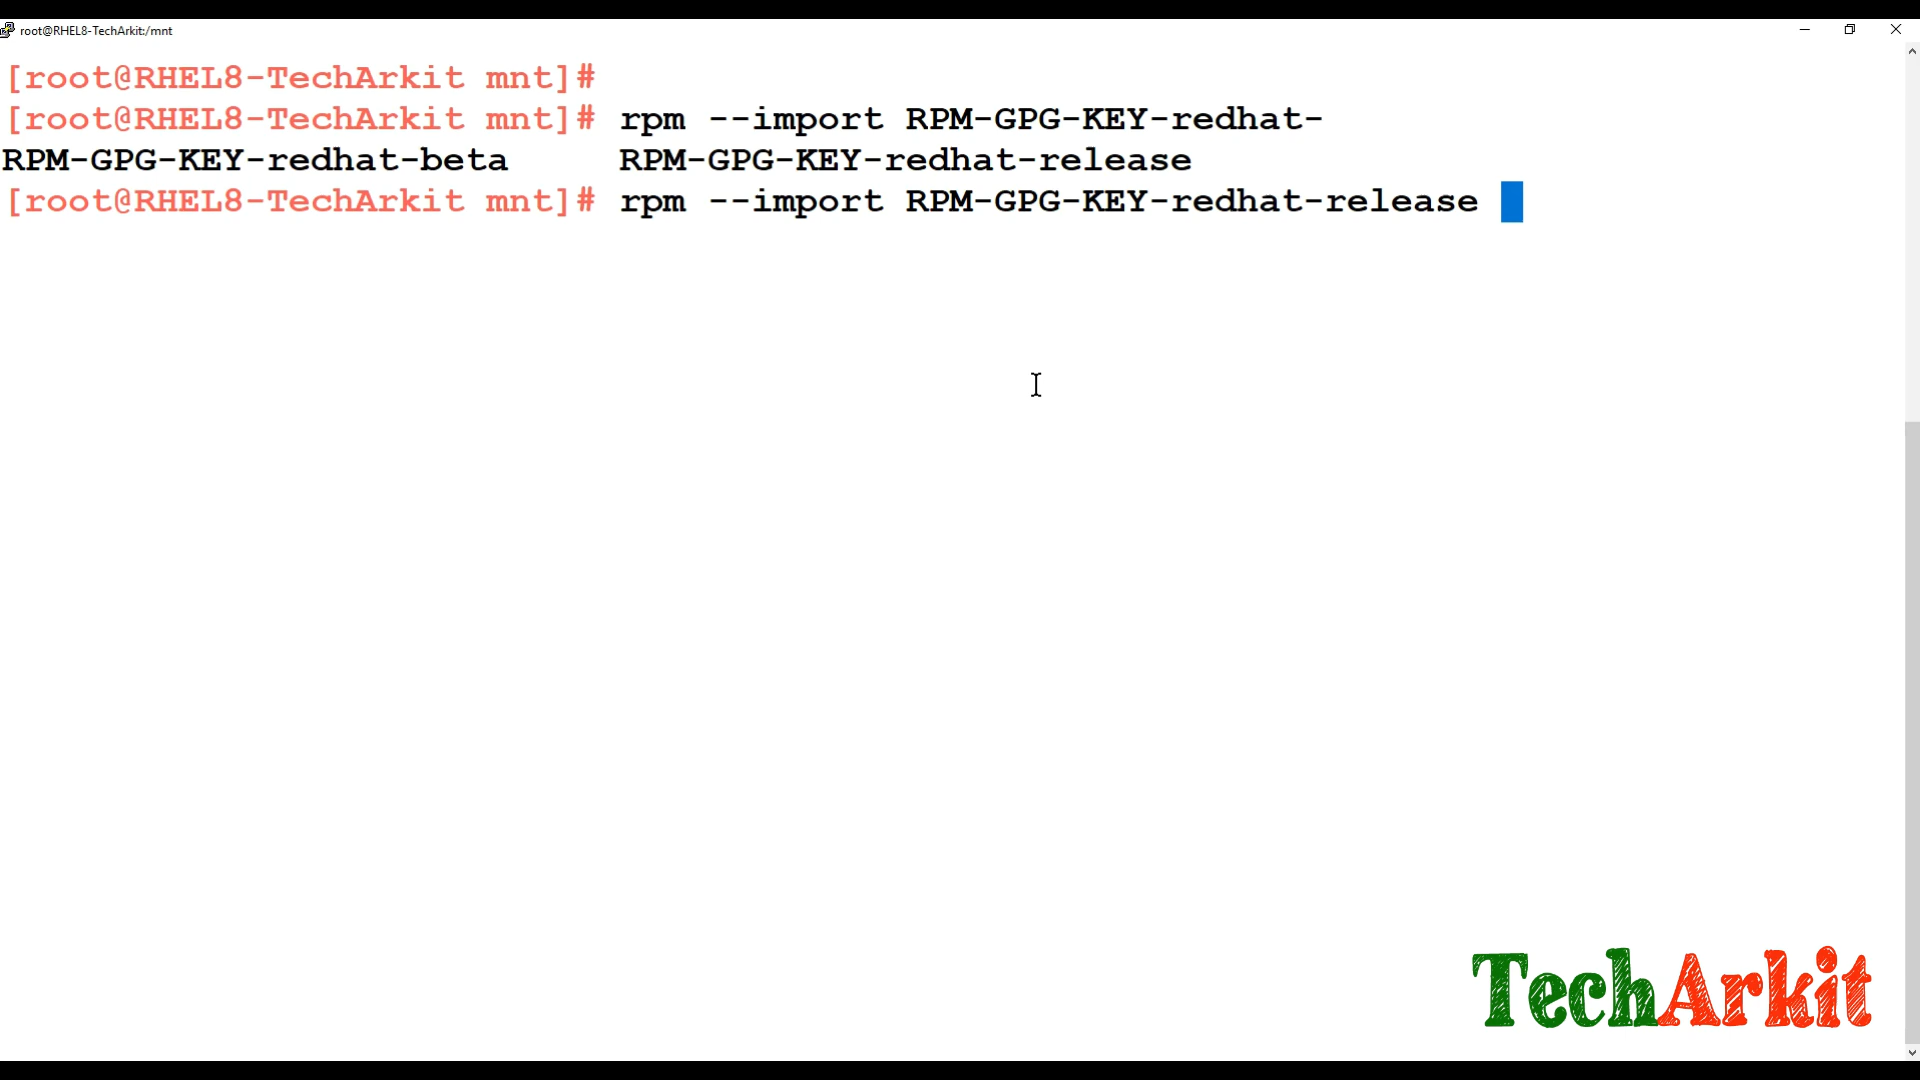 root@RHEL8-TechArkit:/mnt
[root@RHEL8-TechArkit mnt]#
[root@RHEL8-TechArkit mnt]# rpm --import RPM-GPG-KEY-redhat-
RPM-GPG-KEY-redhat-beta     RPM-GPG-KEY-redhat-release
[root@RHEL8-TechArkit mnt]# rpm --import RPM-GPG-KEY-redhat-release
TechArkit